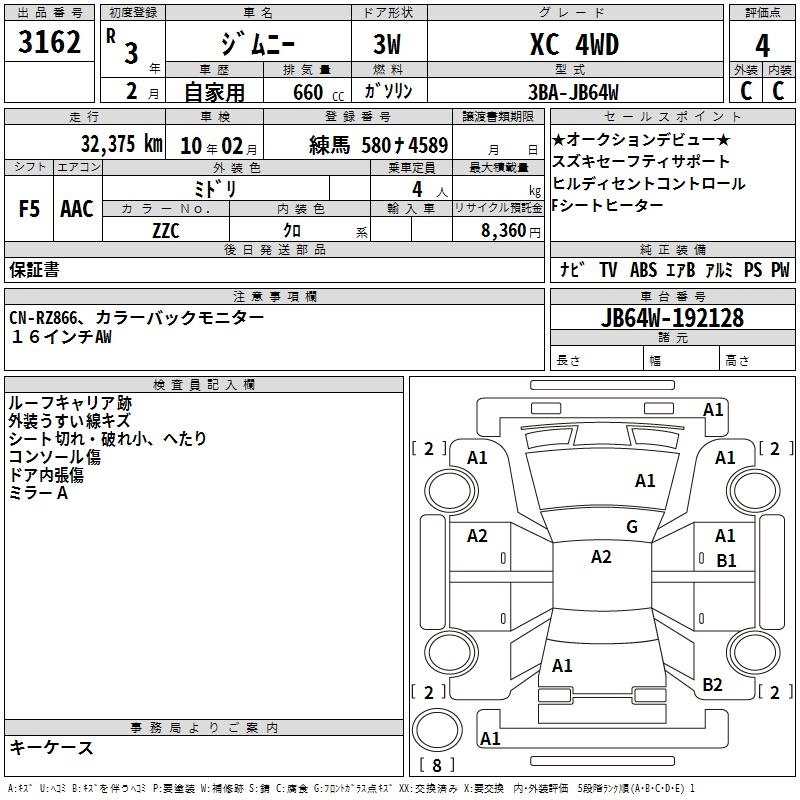 出品番号 初度登録 車名 ドア形状 グレード 評価点
3162 R 3 年 ｼﾞﾑﾆｰ 3W XC 4WD 4
車歴 排気量 燃料 型式 外装 内装
2 月 自家用 660 CC ｶﾞｿﾘﾝ 3BA-JB64W C C
走行 車検 登録番号 譲渡書類期限
32,375 km 10 年 02 月 練馬 580ﾅ4589 月 日
シフト エアコン 外装色 乗車定員 最大積載量
F5 AAC ﾐﾄﾞﾘ 4 人 kg
カラーNo. 内装色 輸入車 リサイクル預託金
ZZC ｸﾛ 系 8,360 円
後日発送部品
保証書
セールスポイント
★オークションデビュー★
スズキセーフティサポート
ヒルディセントコントロール
Fシートヒーター
純正装備
ﾅﾋﾞ TV ABS ｴｱB ｱﾙﾐ PS PW
注意事項欄
CN-RZ866、カラーバックモニター
１６インチAW
車台番号
JB64W-192128
諸元
長さ 幅 高さ
検査員記入欄
ルーフキャリア跡
外装うすい線キズ
シート切れ・破れ小、へたり
コンソール傷
ドア内張傷
ミラーA
事務局よりご案内
キーケース
A1
[ 2 ] A1 A1 [ 2 ]
A1
G
A2 A1
A2 B1
A1
B2
[ 2 ] [ 2 ]
A1
[ 8 ]
A:ｷｽﾞ U:ﾍｺﾐ B:ｷｽﾞを伴うﾍｺﾐ P:要塗装 W:補修跡 S:錆 C:腐食 G:ﾌﾛﾝﾄｶﾞﾗｽ点ｷｽﾞ XX:交換済み X:要交換 内・外装評価 5段階ﾗﾝｸ順(A・B・C・D・E) 1